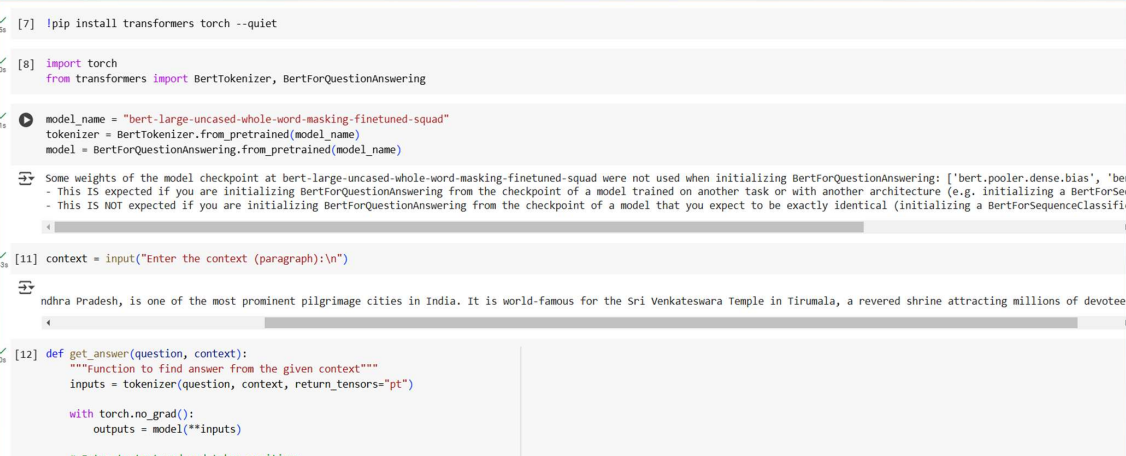 [7] !pip install transformers torch --quiet
[8] import torch
from transformers import BertTokenizer, BertForQuestionAnswering
model_name = "bert-large-uncased-whole-word-masking-finetuned-squad"
tokenizer = BertTokenizer.from_pretrained(model_name)
model = BertForQuestionAnswering.from_pretrained(model_name)
Some weights of the model checkpoint at bert-large-uncased-whole-word-masking-finetuned-squad were not used when initializing BertForQuestionAnswering: ['bert.pooler.dense.bias', 'ber
- This IS expected if you are initializing BertForQuestionAnswering from the checkpoint of a model trained on another task or with another architecture (e.g. initializing a BertForSe
- This IS NOT expected if you are initializing BertForQuestionAnswering from the checkpoint of a model that you expect to be exactly identical (initializing a BertForSequenceClassifi
[11] context = input("Enter the context (paragraph):\n")
ndhra Pradesh, is one of the most prominent pilgrimage cities in India. It is world-famous for the Sri Venkateswara Temple in Tirumala, a revered shrine attracting millions of devotee
[12] def get_answer(question, context):
"""Function to find answer from the given context"""
inputs = tokenizer(question, context, return_tensors="pt")
with torch.no_grad():
outputs = model(**inputs)